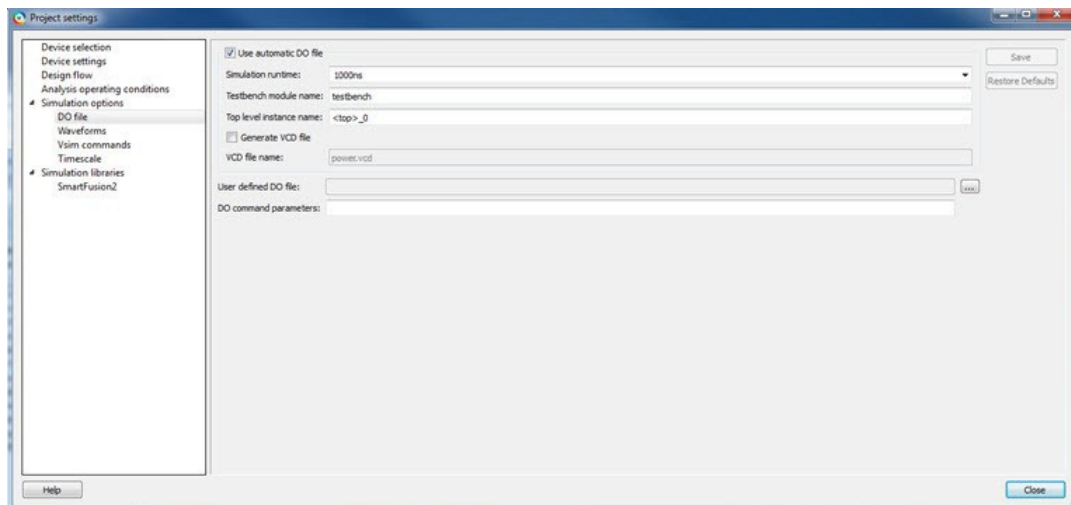 Project settings
Device selection
Device settings
Design flow
Analysis operating conditions
Simulation options
DO file
Waveforms
Vsim commands
Timescale
Simulation libraries
SmartFusion2
Use automatic DO file
Simulation runtime: 1000ns
Testbench module name: testbench
Top level instance name: <top>_0
Generate VCD file
VCD file name: power.vcd
User defined DO file: ...
DO command parameters:
Save
Restore Defaults
Help
Close